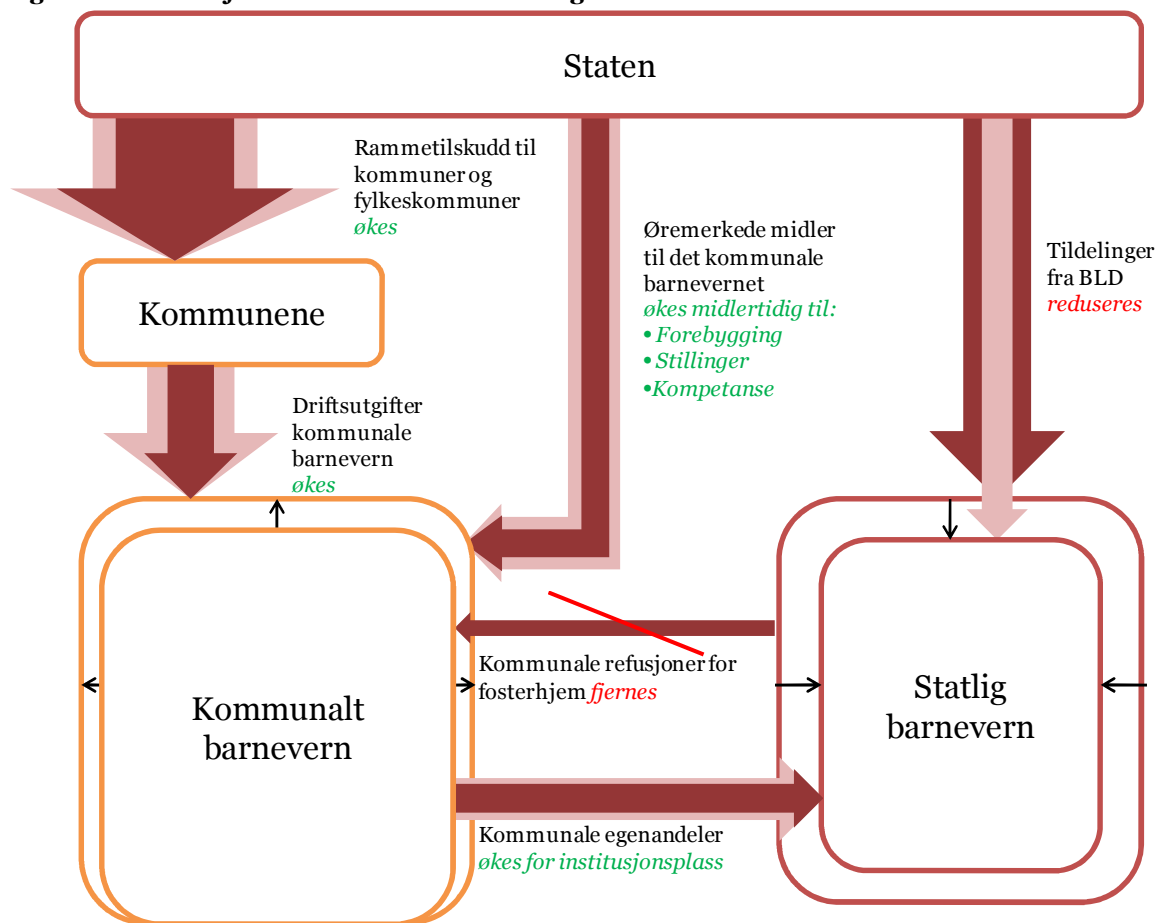 Staten
Rammetilskudd til
kommuner og
fylkeskommuner
økes
Øremerkede midler
til det kommunale
barnevernet
økes midlertidig til:
• Forebygging
• Stillinger
•Kompetanse
Tildelinger
fra BLD
reduseres
Kommunene
Driftsutgifter
kommunale
barnevern
økes
Kommunale refusjoner for
fosterhjem fjernes
Kommunalt
barnevern
Statlig
barnevern
Kommunale egenandeler
økes for institusjonsplass